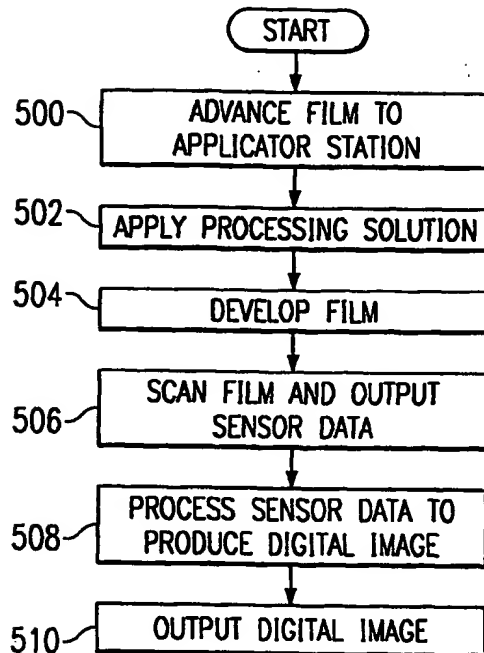 START
500
ADVANCE FILM TO
APPLICATOR STATION
502
APPLY PROCESSING SOLUTION
504
DEVELOP FILM
506
SCAN FILM AND OUTPUT
SENSOR DATA
508
PROCESS SENSOR DATA TO
PRODUCE DIGITAL IMAGE
510
OUTPUT DIGITAL IMAGE